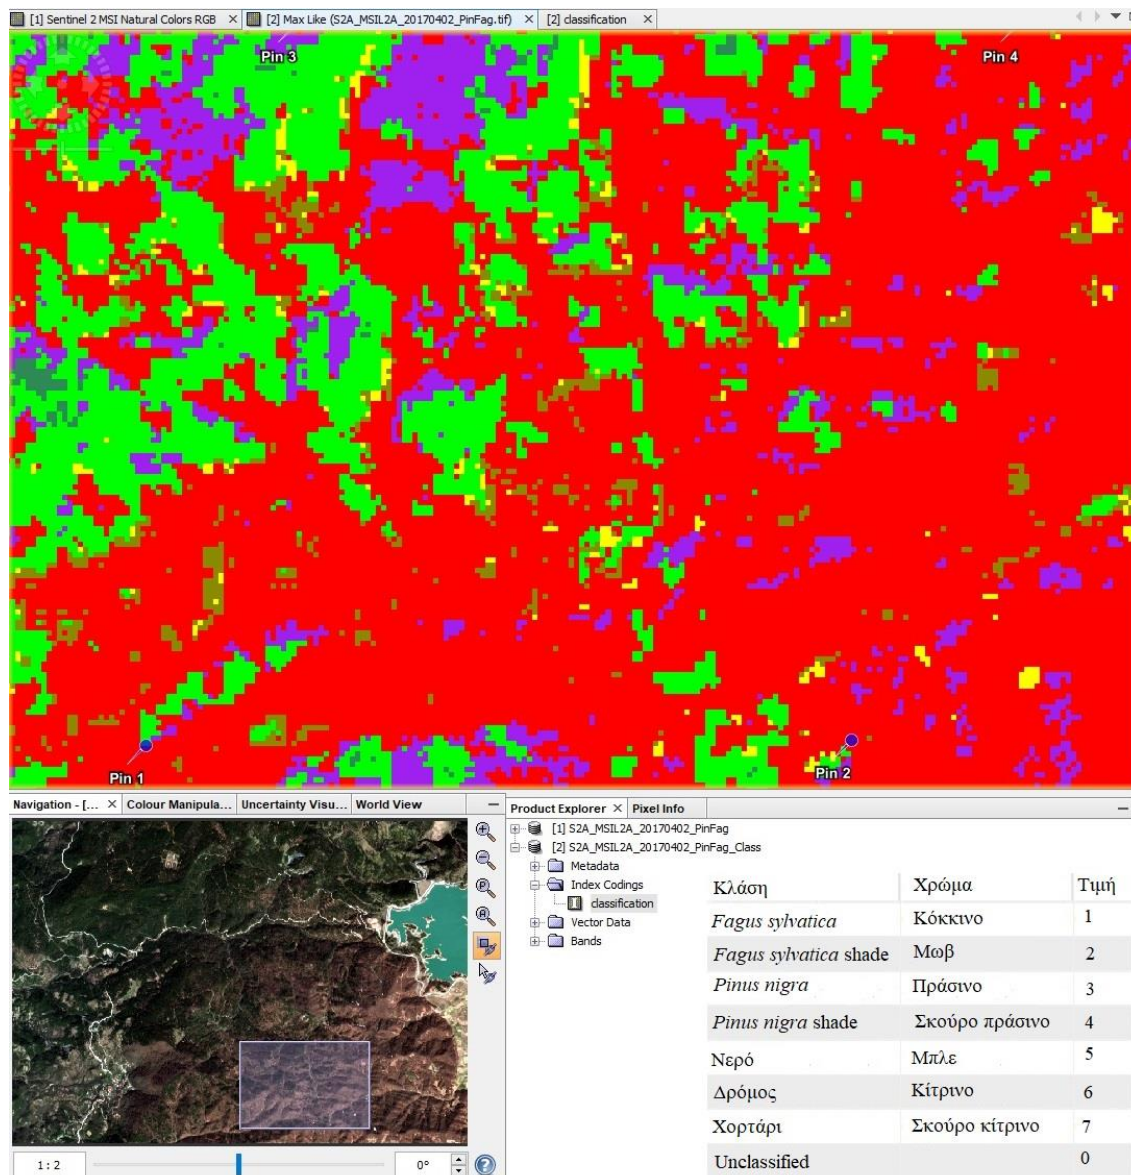 [1] Sentinel 2 MSI Natural Colors RGB [2] Max Like (S2A_MSIL2A_20170402_PinFag.tif) [2] classification
Pin 3
Pin 4
Pin 1
Pin 2
Navigation - [... Colour Manipula... Uncertainty Visu... World View
1 : 2 0°
Product Explorer Pixel Info
[1] S2A_MSIL2A_20170402_PinFag
[2] S2A_MSIL2A_20170402_PinFag_Class
Metadata
Index Codings
classification
Vector Data
Bands
Κλάση Χρώμα Τιμή
Fagus sylvatica Κόκκινο 1
Fagus sylvatica shade Μωβ 2
Pinus nigra Πράσινο 3
Pinus nigra shade Σκούρο πράσινο 4
Νερό Μπλε 5
Δρόμος Κίτρινο 6
Χορτάρι Σκούρο κίτρινο 7
Unclassified 0